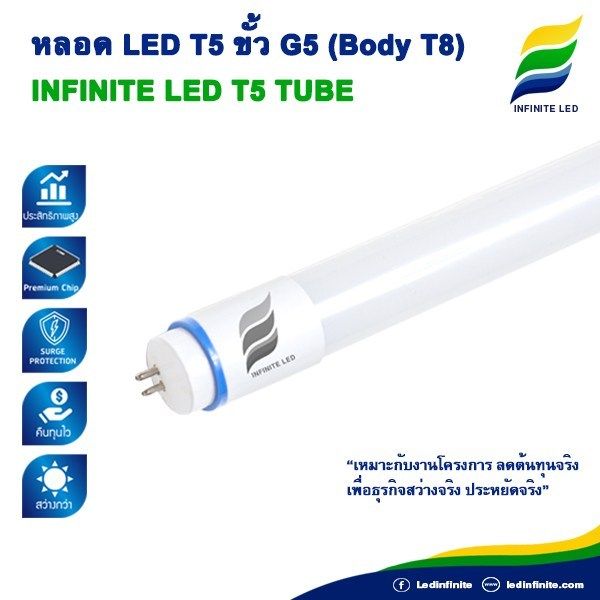 หลอด LED T5 ขั้ว G5 (Body T8)
INFINITE LED T5 TUBE
INFINITE LED
ประสิทธิภาพสูง
Premium Chip
SURGE
PROTECTION
คืนทุนไว
สว่างกว่า
INFINITE LED
“เหมาะกับงานโครงการ ลดต้นทุนจริง
เพื่อธุรกิจสว่างจริง ประหยัดจริง”
f Ledinfinite
www ledinfinite.com